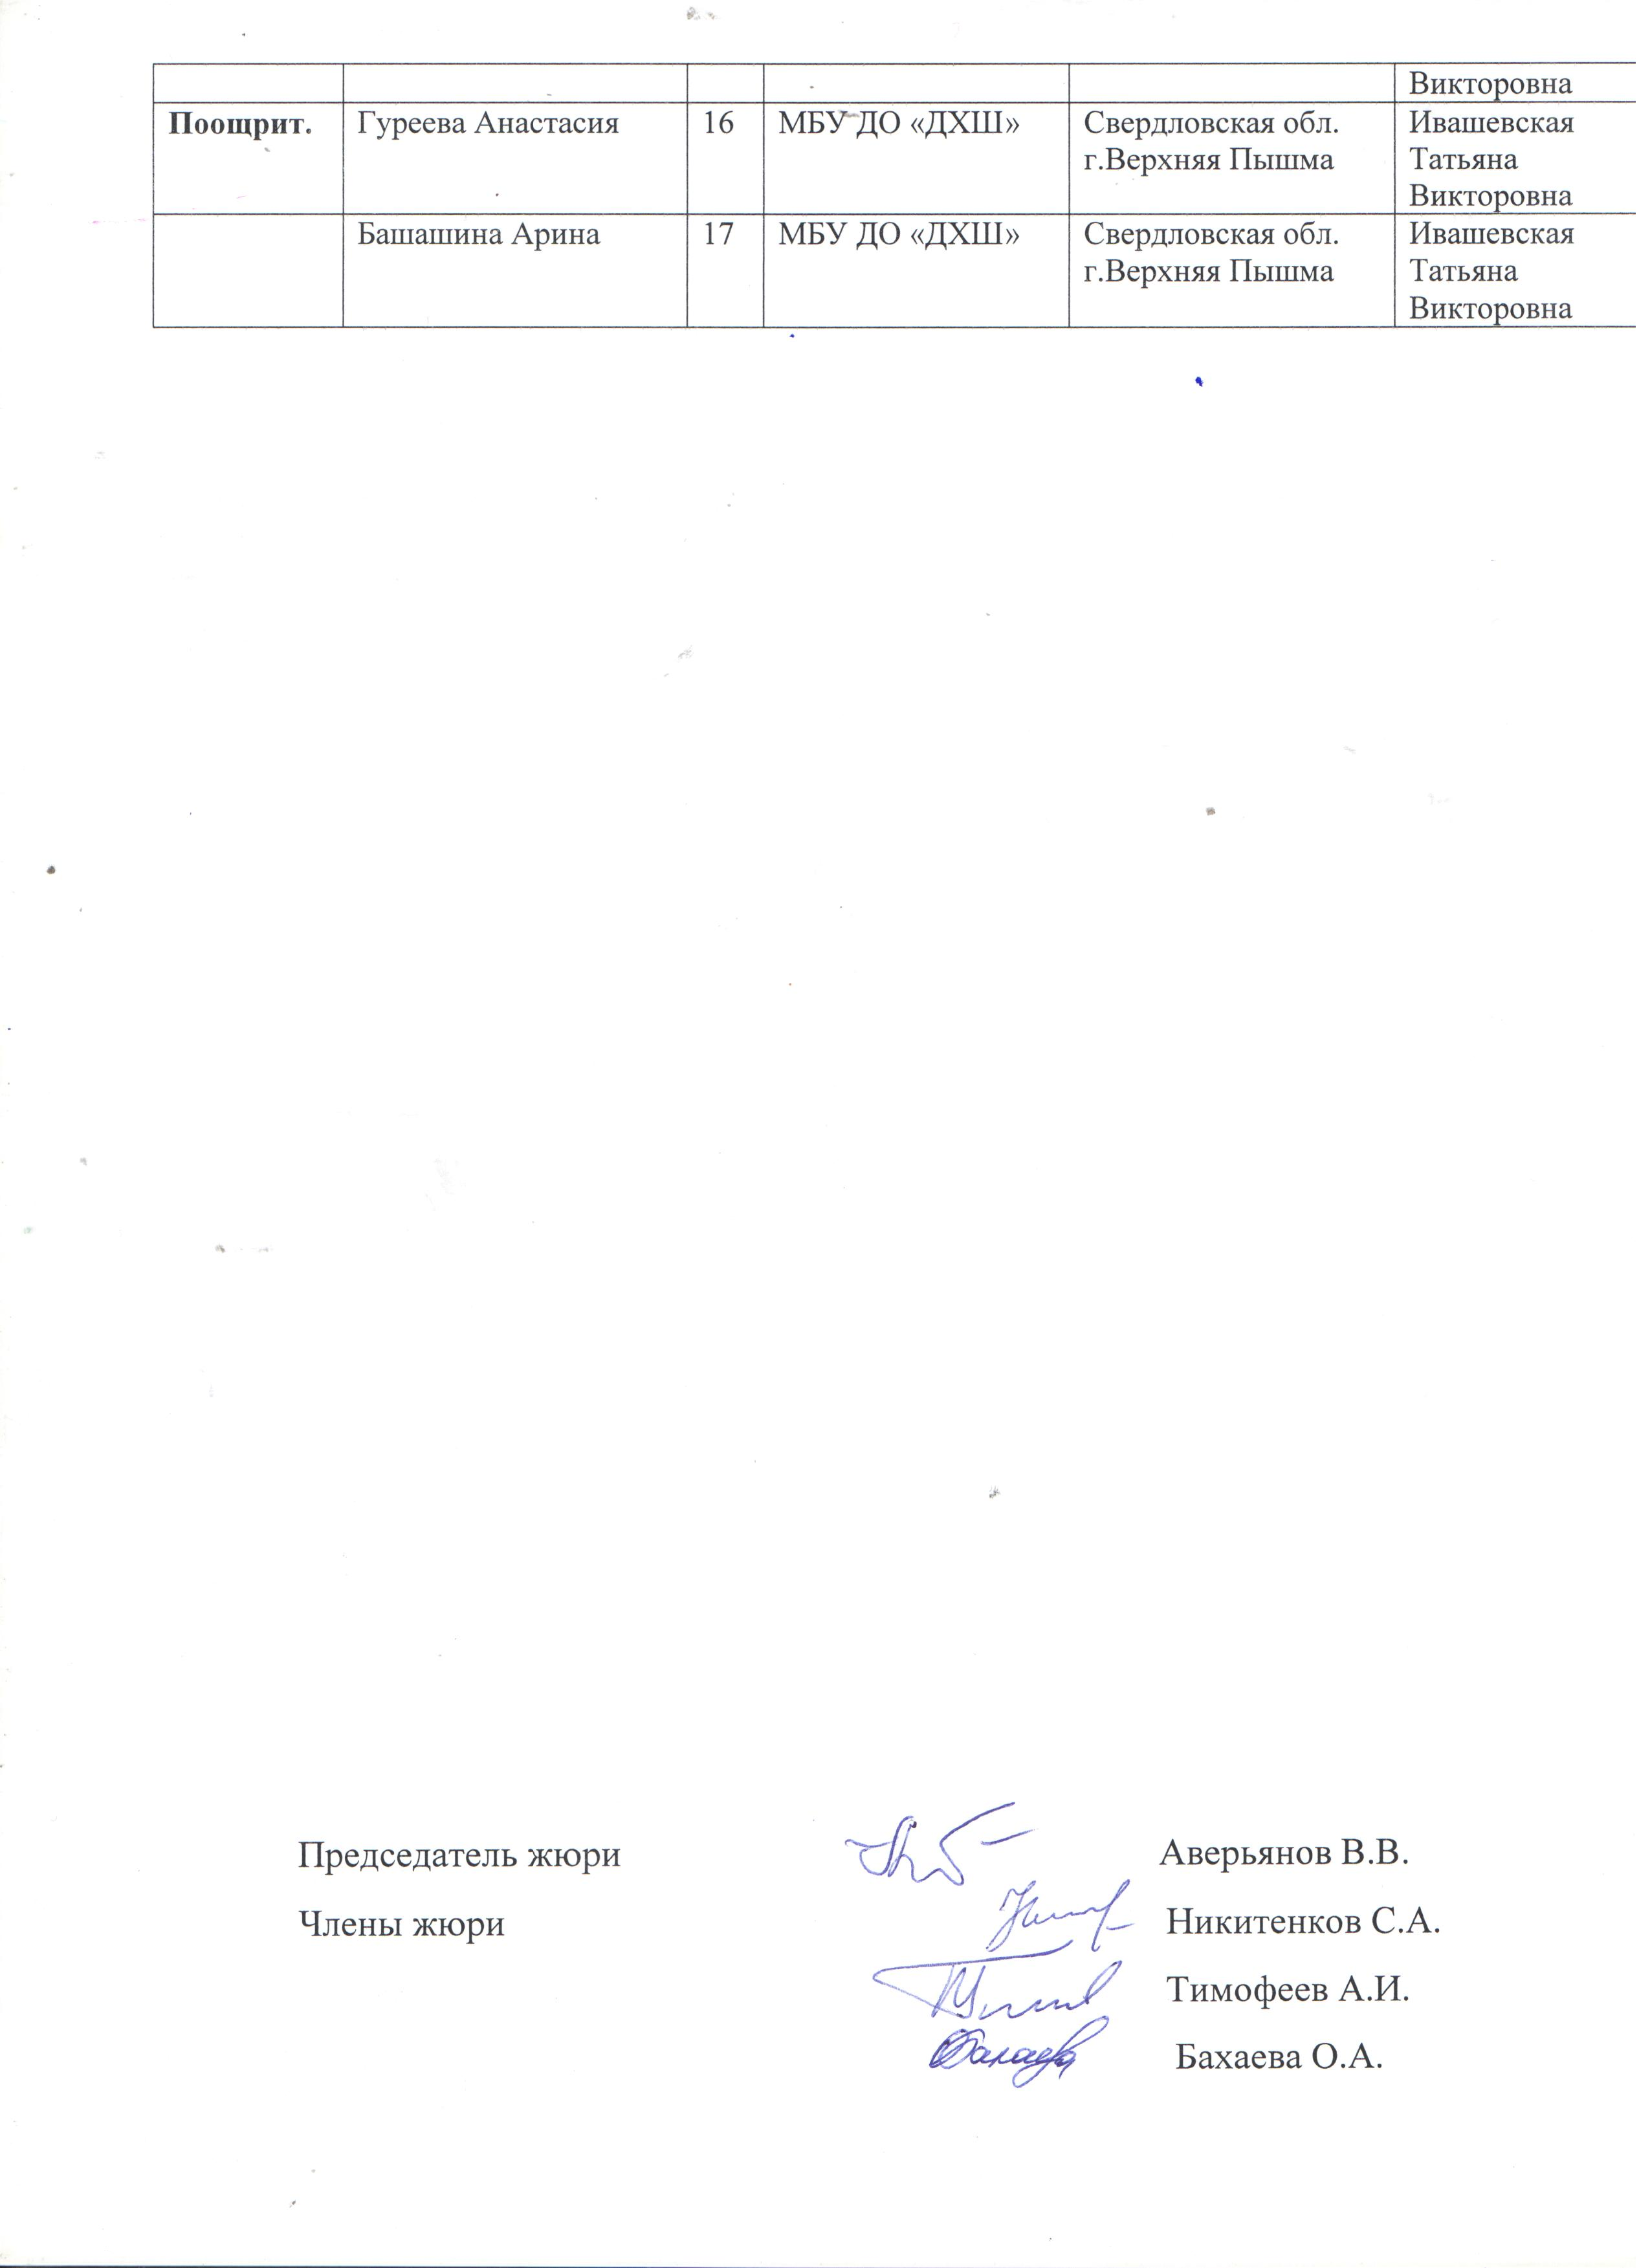 Викторовна
Поощрит. Гуреева Анастасия 16 МБУ ДО «ДХШ» Свердловская обл. Ивашевская
г.Верхняя Пышма Татьяна
Викторовна
Башашина Арина 17 МБУ ДО «ДХШ» Свердловская обл. Ивашевская
г.Верхняя Пышма Татьяна
Викторовна
Председатель жюри Аверьянов В.В.
Члены жюри Никитенков С.А.
Тимофеев А.И.
Бахаева О.А.